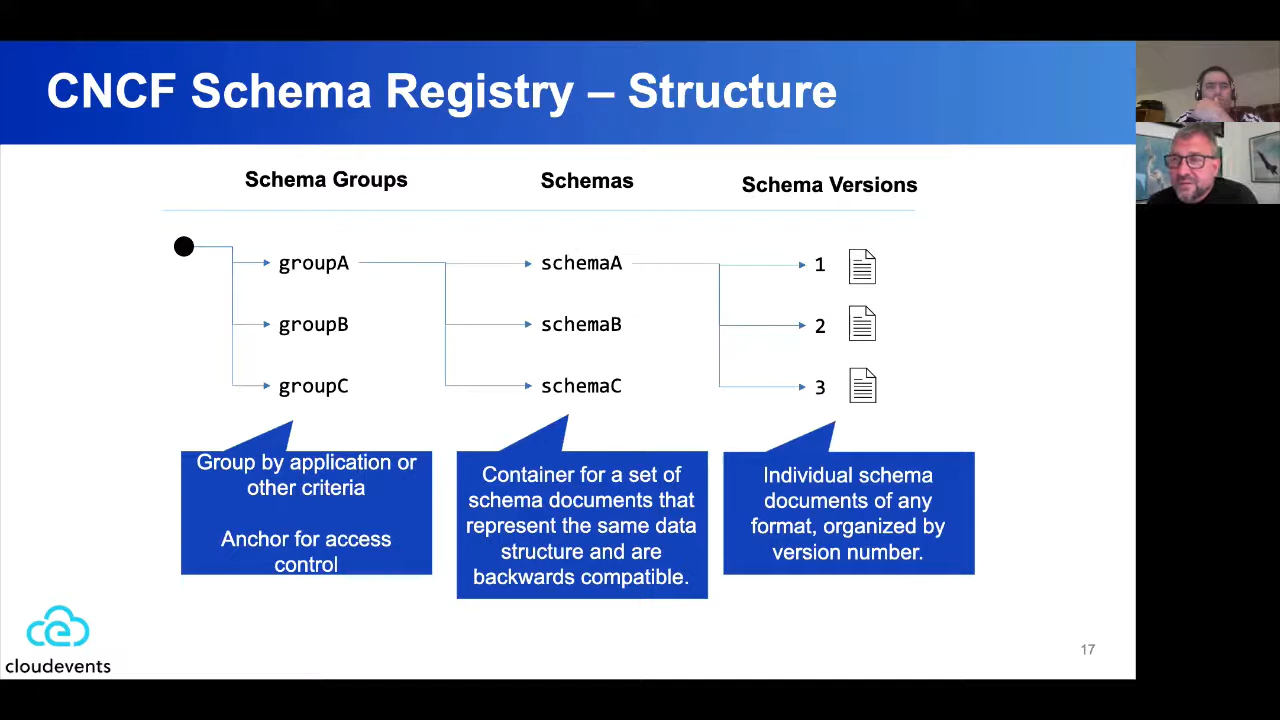 CNCF Schema Registry – Structure
Schema Groups
Schemas
Schema Versions
groupA
schemaA
1
groupB
schemaB
2
groupC
schemaC
3
Group by application or
other criteria
Anchor for access
control
Container for a set of
schema documents that
represent the same data
structure and are
backwards compatible.
Individual schema
documents of any
format, organized by
version number.
cloudevents
17